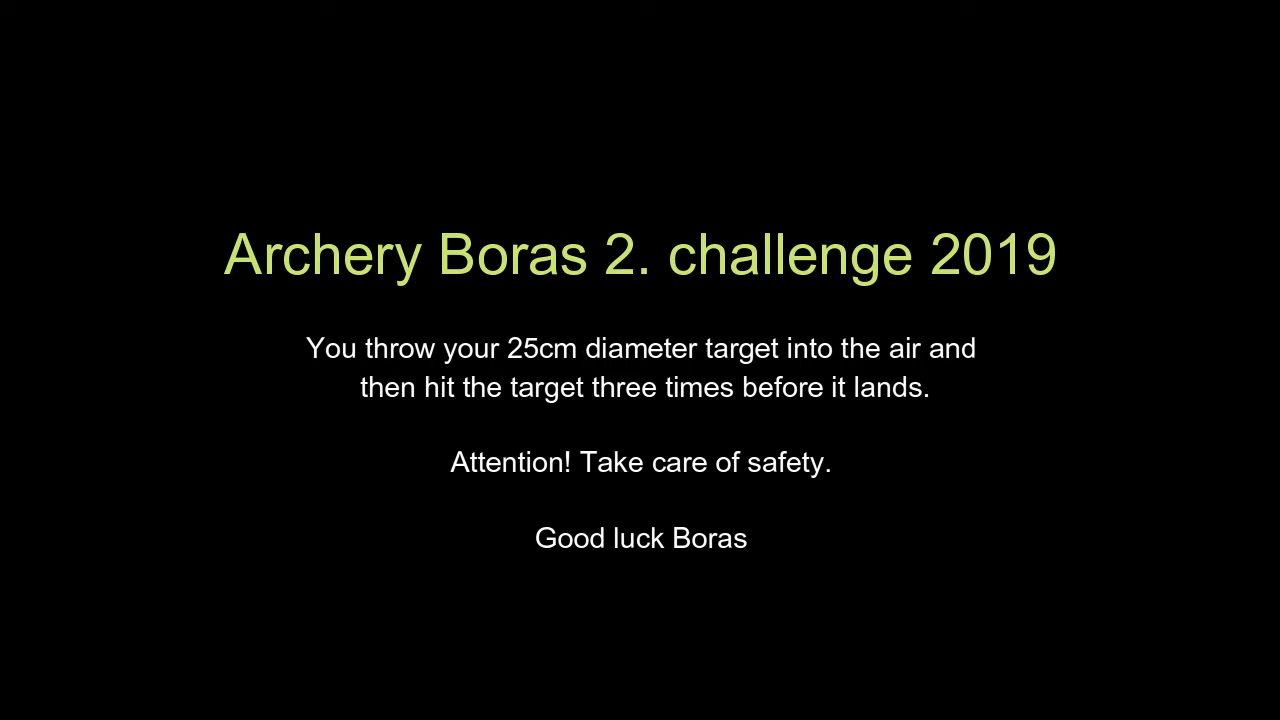 Archery Boras 2. challenge 2019
You throw your 25cm diameter target into the air and
then hit the target three times before it lands.
Attention! Take care of safety.
Good luck Boras